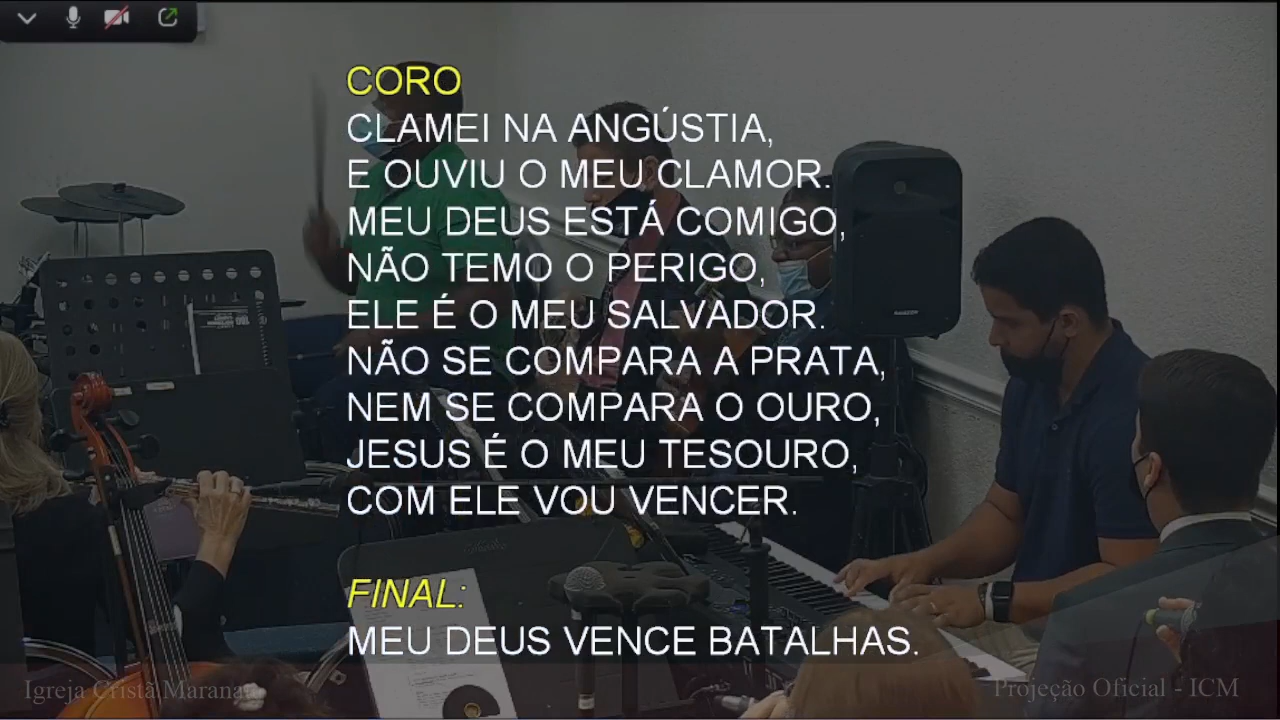 CORO
CLAMEI NA ANGÚSTIA,
E OUVIU O MEU CLAMOR.
MEU DEUS ESTÁ COMIGO,
NÃO TEMO O PERIGO,
ELE É O MEU SALVADOR.
NÃO SE COMPARA A PRATA,
NEM SE COMPARA O OURO,
JESUS É O MEU TESOURO,
COM ELE VOU VENCER.
FINAL:
MEU DEUS VENCE BATALHAS.
Igreja Cristã
Projeção Oficial - ICM